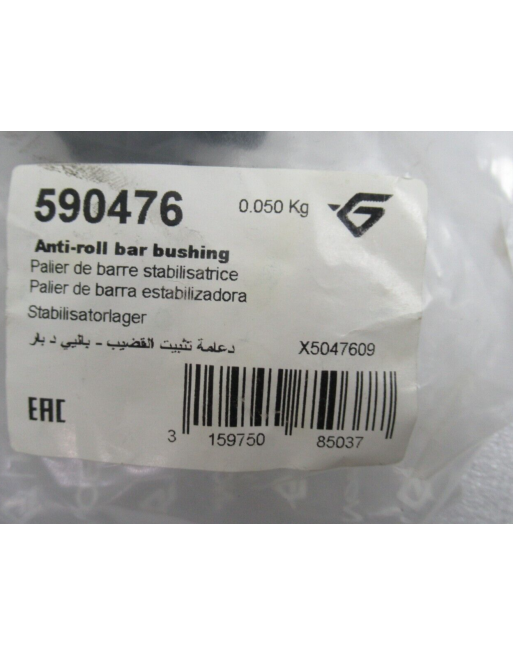 590476 0.050 Kg
Anti-roll bar bushing
Palier de barre stabilisatrice
Palier de barra estabilizadora
Stabilisatorlager
دعامة تثبيت القضيب - باليي د بار X5047609
EAC
3 159750 85037